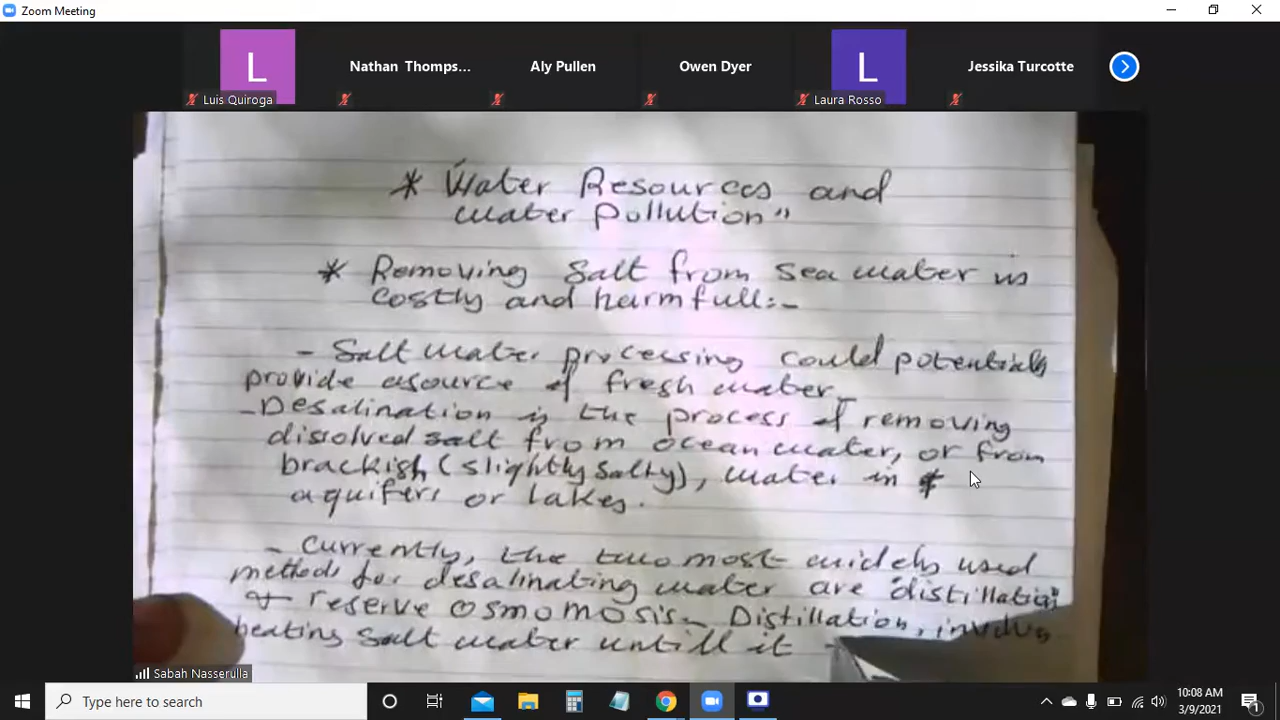 Zoom Meeting
L
Luis Quiroga
Nathan Thomps...
Aly Pullen
Owen Dyer
L
Laura Rosso
Jessika Turcotte
* Water Resources and
water Pollution"
* Removing Salt from sea water is
costly and harmfull:-
- Salt water processing could potentially
provide a source of fresh water.
- Desalination is the process of removing
dissolved salt from ocean water, or from
brackish (slightly salty), water in
aquifers or lakes.
- Currently, the two most widely used
methods for desalinating water are distillation
& reserve osmomosis. Distillation, involves
heating salt water untill it
Sabah Nasserulla
Type here to search
10:08 AM
3/9/2021
1